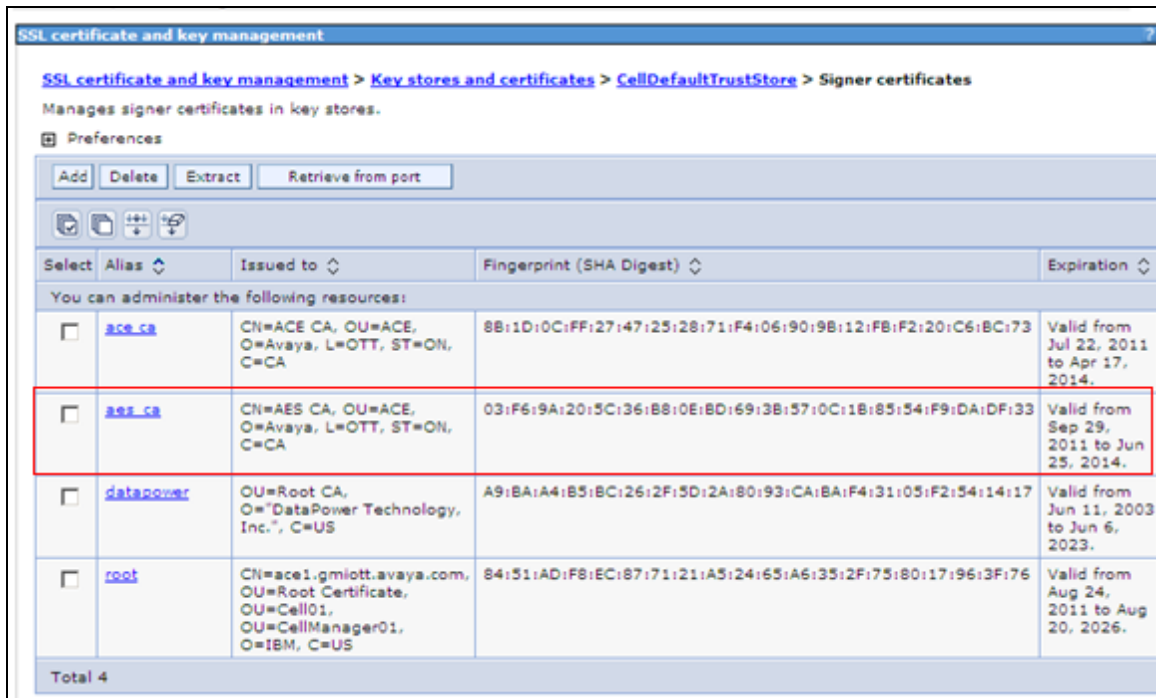 SSL certificate and key management
?
SSL certificate and key management > Key stores and certificates > CellDefaultTrustStore > Signer certificates
Manages signer certificates in key stores.
Preferences
Add Delete Extract Retrieve from port
Select Alias Issued to Fingerprint (SHA Digest) Expiration
You can administer the following resources:
ace ca CN=ACE CA, OU=ACE, 8B:1D:0C:FF:27:47:25:28:71:F4:06:90:9B:12:FB:F2:20:C6:BC:73 Valid from
O=Avaya, L=OTT, ST=ON, Jul 22, 2011
C=CA to Apr 17,
2014.
aes ca CN=AES CA, OU=ACE, 03:F6:9A:20:5C:36:B8:0E:BD:69:3B:57:0C:1B:85:54:F9:DA:DF:33 Valid from
O=Avaya, L=OTT, ST=ON, Sep 29,
C=CA 2011 to Jun
25, 2014.
datapower OU=Root CA, A9:BA:A4:B5:BC:26:2F:5D:2A:80:93:CA:BA:F4:31:05:F2:54:14:17 Valid from
O="DataPower Technology, Jun 11, 2003
Inc.", C=US to Jun 6,
2023.
root CN=ace1.gmiott.avaya.com, 84:51:AD:F8:EC:87:71:21:A5:24:65:A6:35:2F:75:80:17:96:3F:76 Valid from
OU=Root Certificate, Aug 24,
OU=Cell01, 2011 to Aug
OU=CellManager01, 20, 2026.
O=IBM, C=US
Total 4